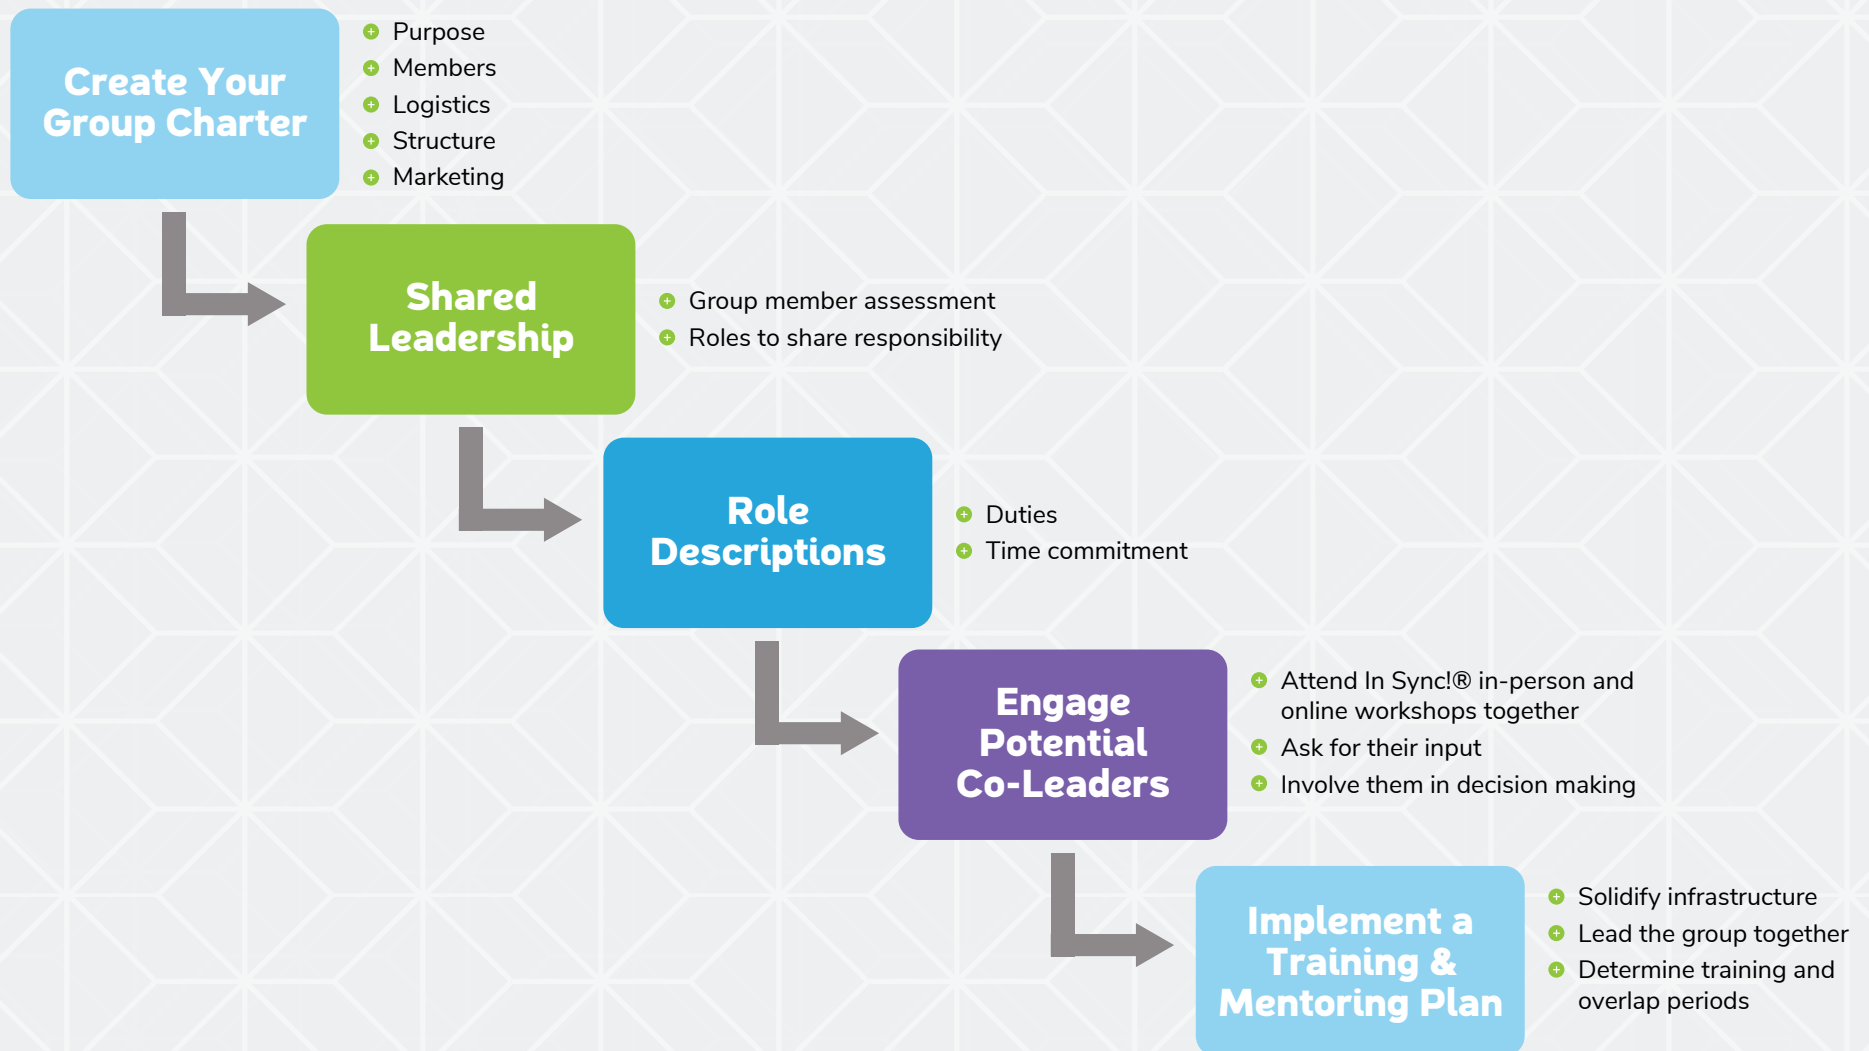 Create Your
Group Charter
Purpose
Members
Logistics
Structure
Marketing
Shared
Leadership
Group member assessment
Roles to share responsibility
Role
Descriptions
Duties
Time commitment
Engage
Potential
Co-Leaders
Attend In Sync!® in-person and
online workshops together
Ask for their input
Involve them in decision making
Implement a
Training &
Mentoring Plan
Solidify infrastructure
Lead the group together
Determine training and
overlap periods